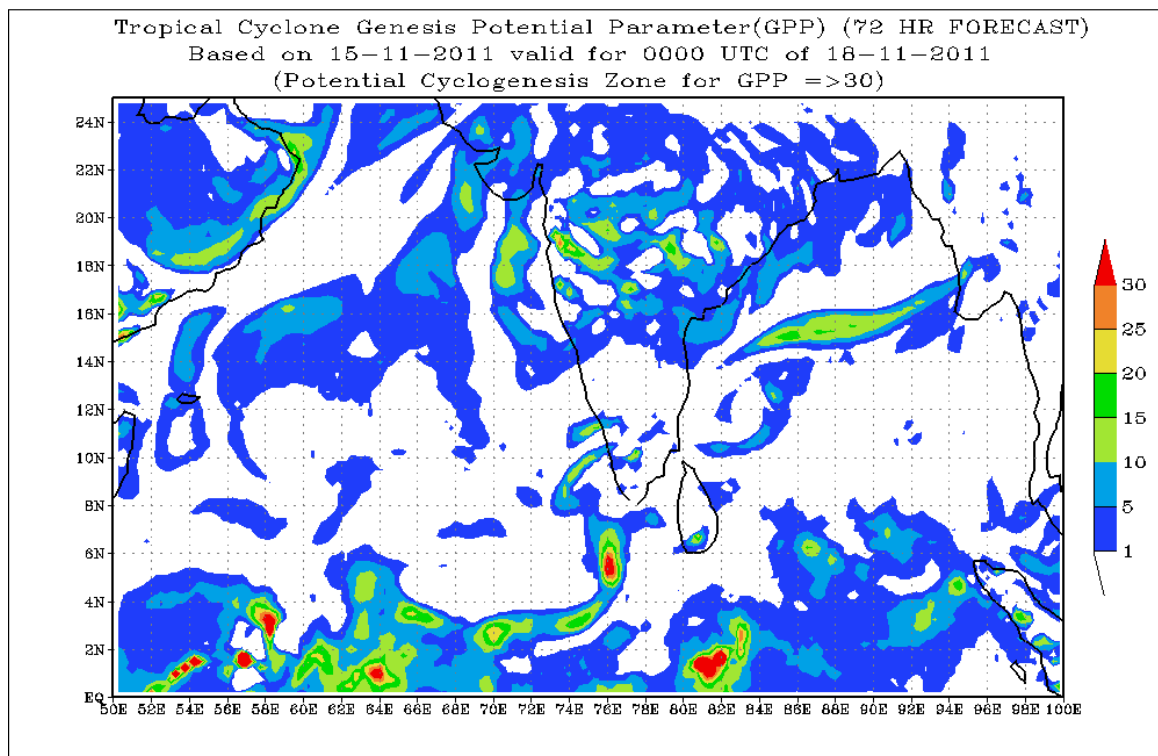 Tropical Cyclone Genesis Potential Parameter(GPP) (72 HR FORECAST)
Based on 15-11-2011 valid for 0000 UTC of 18-11-2011
(Potential Cyclogenesis Zone for GPP =>30)
24N
22N
20N
18N
16N
14N
12N
10N
8N
6N
4N
2N
EQ
30
25
20
15
10
5
1
50E 52E 54E 56E 58E 60E 62E 64E 66E 68E 70E 72E 74E 76E 78E 80E 82E 84E 86E 88E 90E 92E 94E 96E 98E 100E